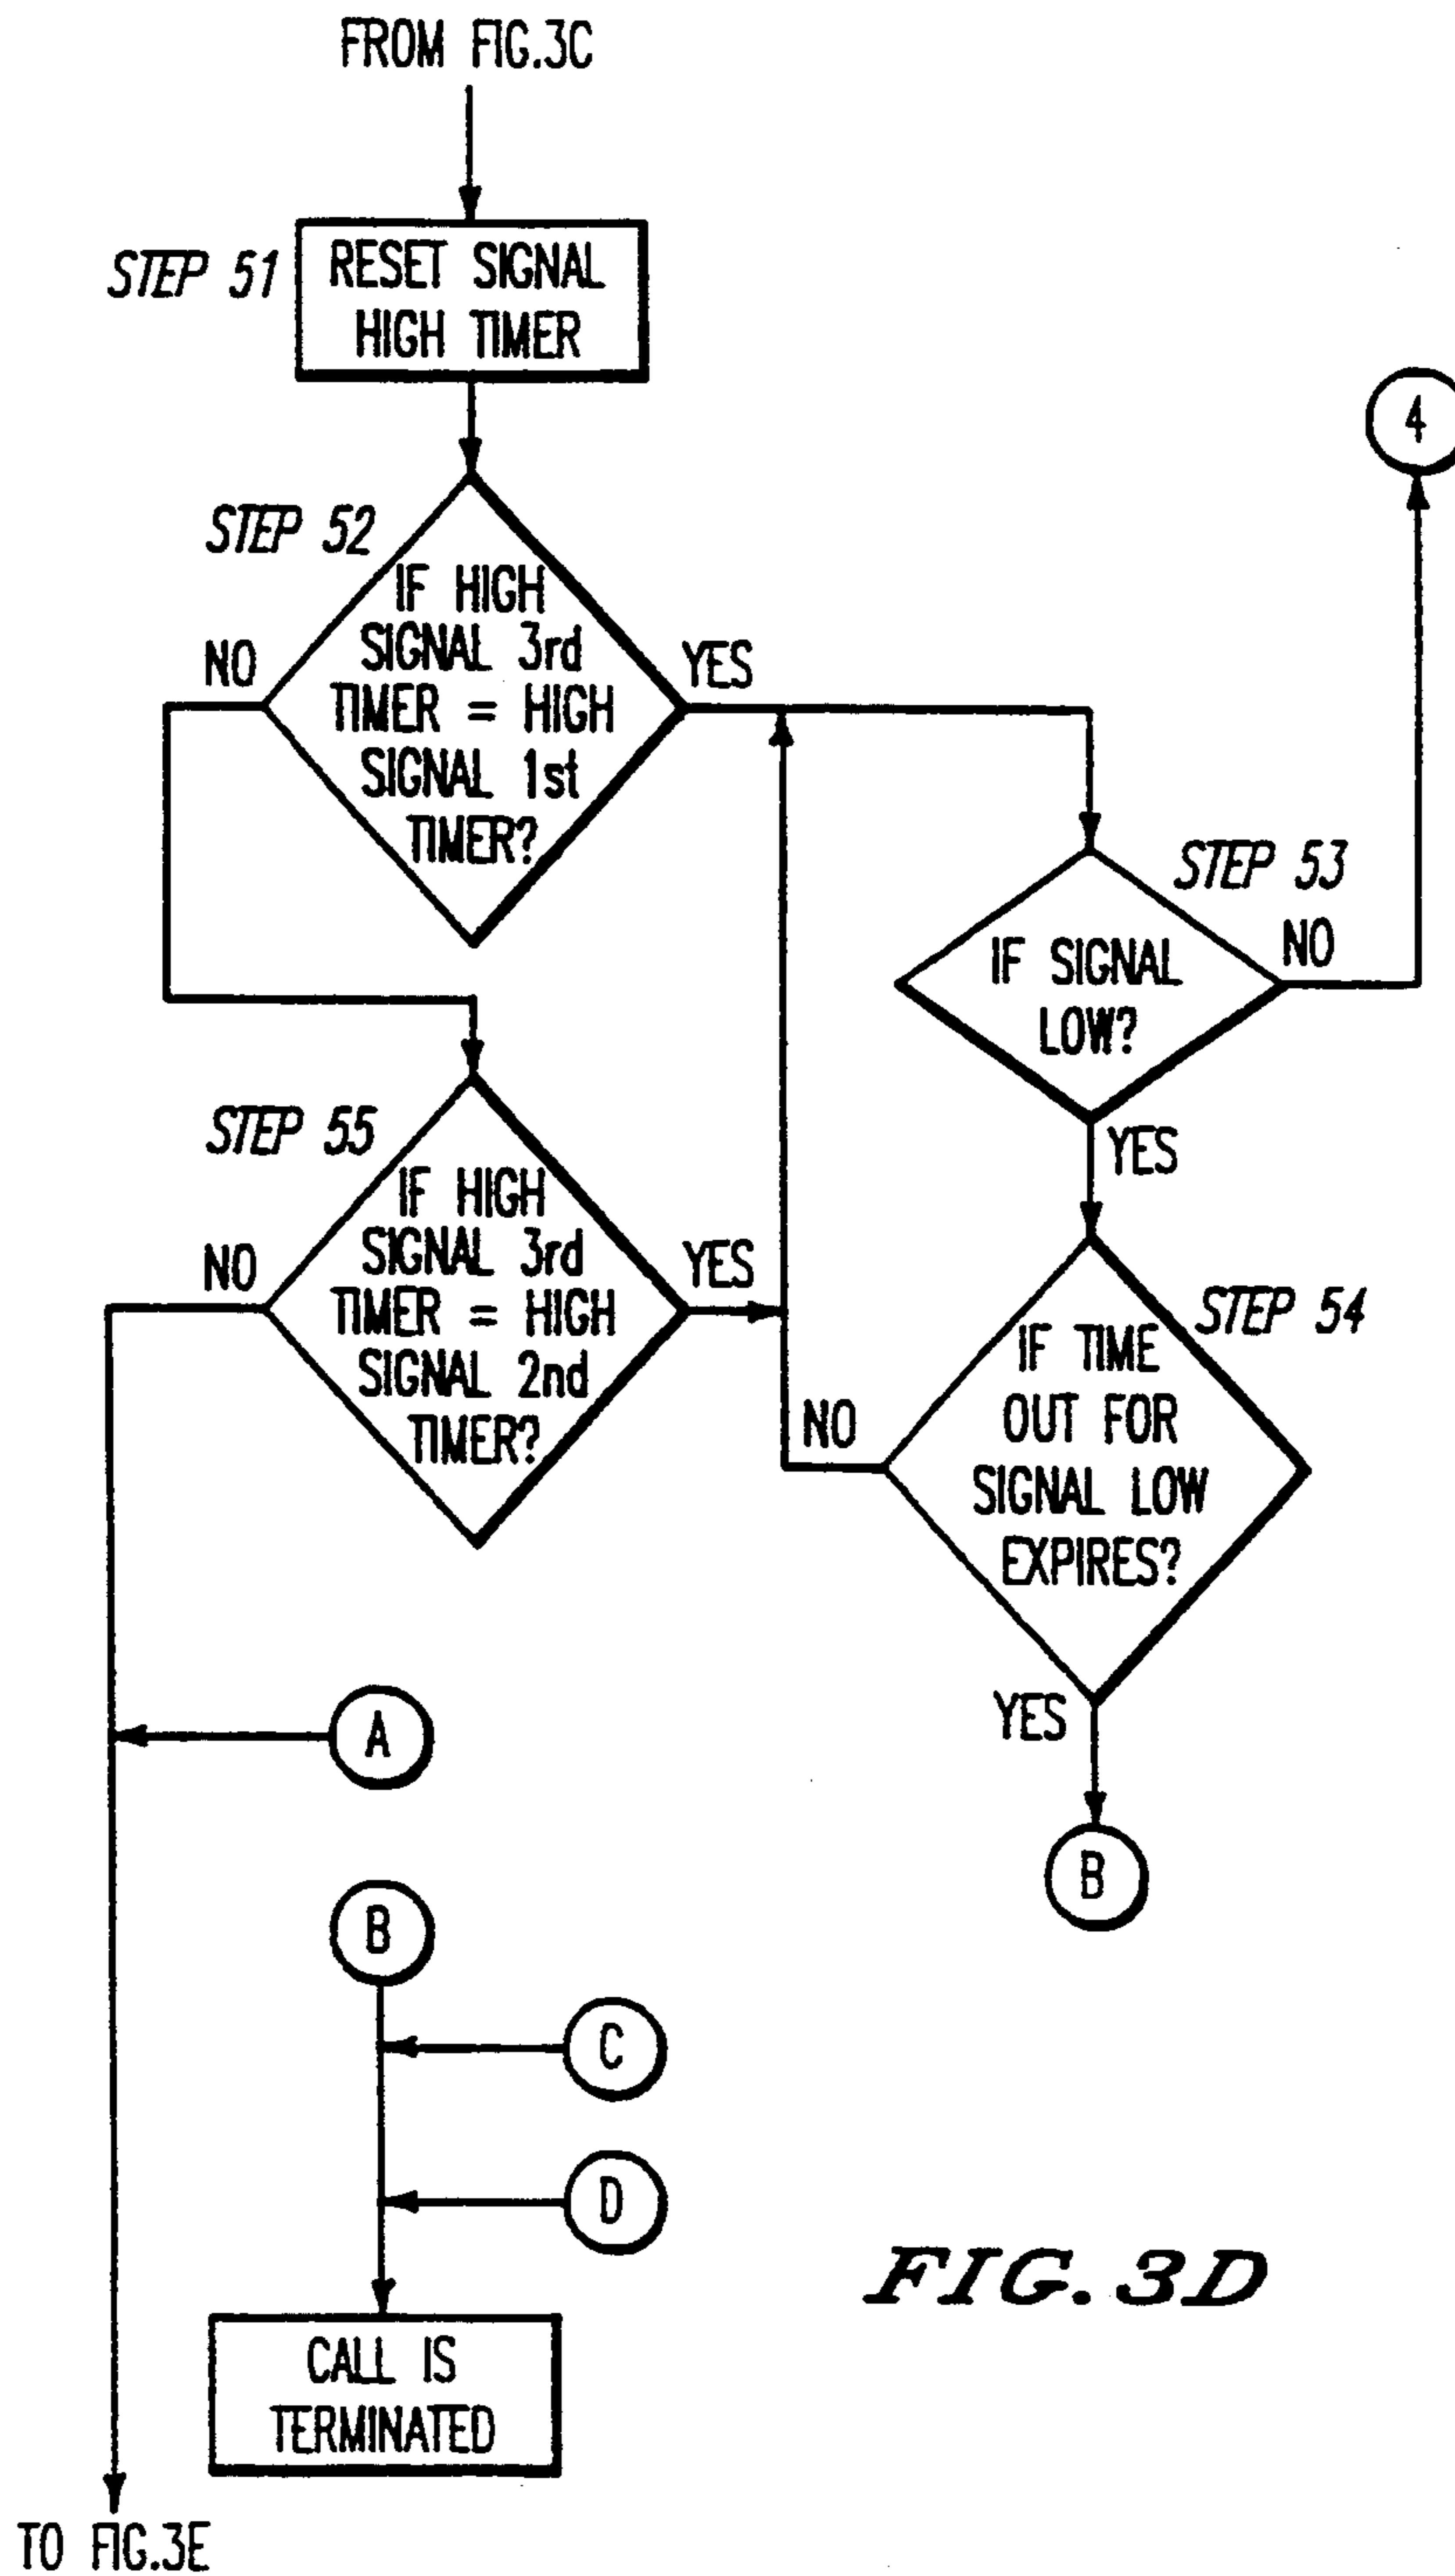 FROM FIG.3C
STEP 51
RESET SIGNAL
HIGH TIMER
4
STEP 52
IF HIGH
SIGNAL 3rd
TIMER = HIGH
SIGNAL 1st
TIMER?
NO
YES
STEP 53
IF SIGNAL
LOW?
NO
YES
STEP 55
IF HIGH
SIGNAL 3rd
TIMER = HIGH
SIGNAL 2nd
TIMER?
NO
YES
STEP 54
IF TIME
OUT FOR
SIGNAL LOW
EXPIRES?
NO
YES
A
B
B
C
D
CALL IS
TERMINATED
FIG. 3D
TO FIG.3E